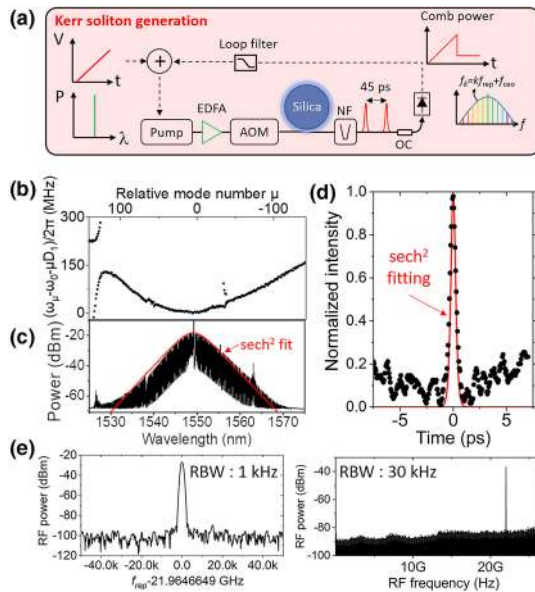 (a) Kerr soliton generation
V
t
P
λ
+
Loop filter
Comb power
t
EDFA
Pump
AOM
Silica
NF
45 ps
OC
fₖ=kfrep+fceo
f
(b) Relative mode number μ
100 0 -100
(ωμ-ω0-μD1)/2π (MHz)
300
150
0
(c)
Power (dBm)
-20
-40
-60
sech² fit
1530 1540 1550 1560 1570
Wavelength (nm)
(d)
Normalized intensity
1.0
0.8
0.6
0.4
0.2
0.0
sech²
fitting
-5 0 5
Time (ps)
(e)
RF power (dBm)
-20
-40
-60
-80
-100
-120
RBW : 1 kHz
-40.0k -20.0k 0.0 20.0k 40.0k
frep-21.9646649 GHz
RF power (dBm)
-20
-40
-60
-80
-100
RBW : 30 kHz
10G 20G
RF frequency (Hz)